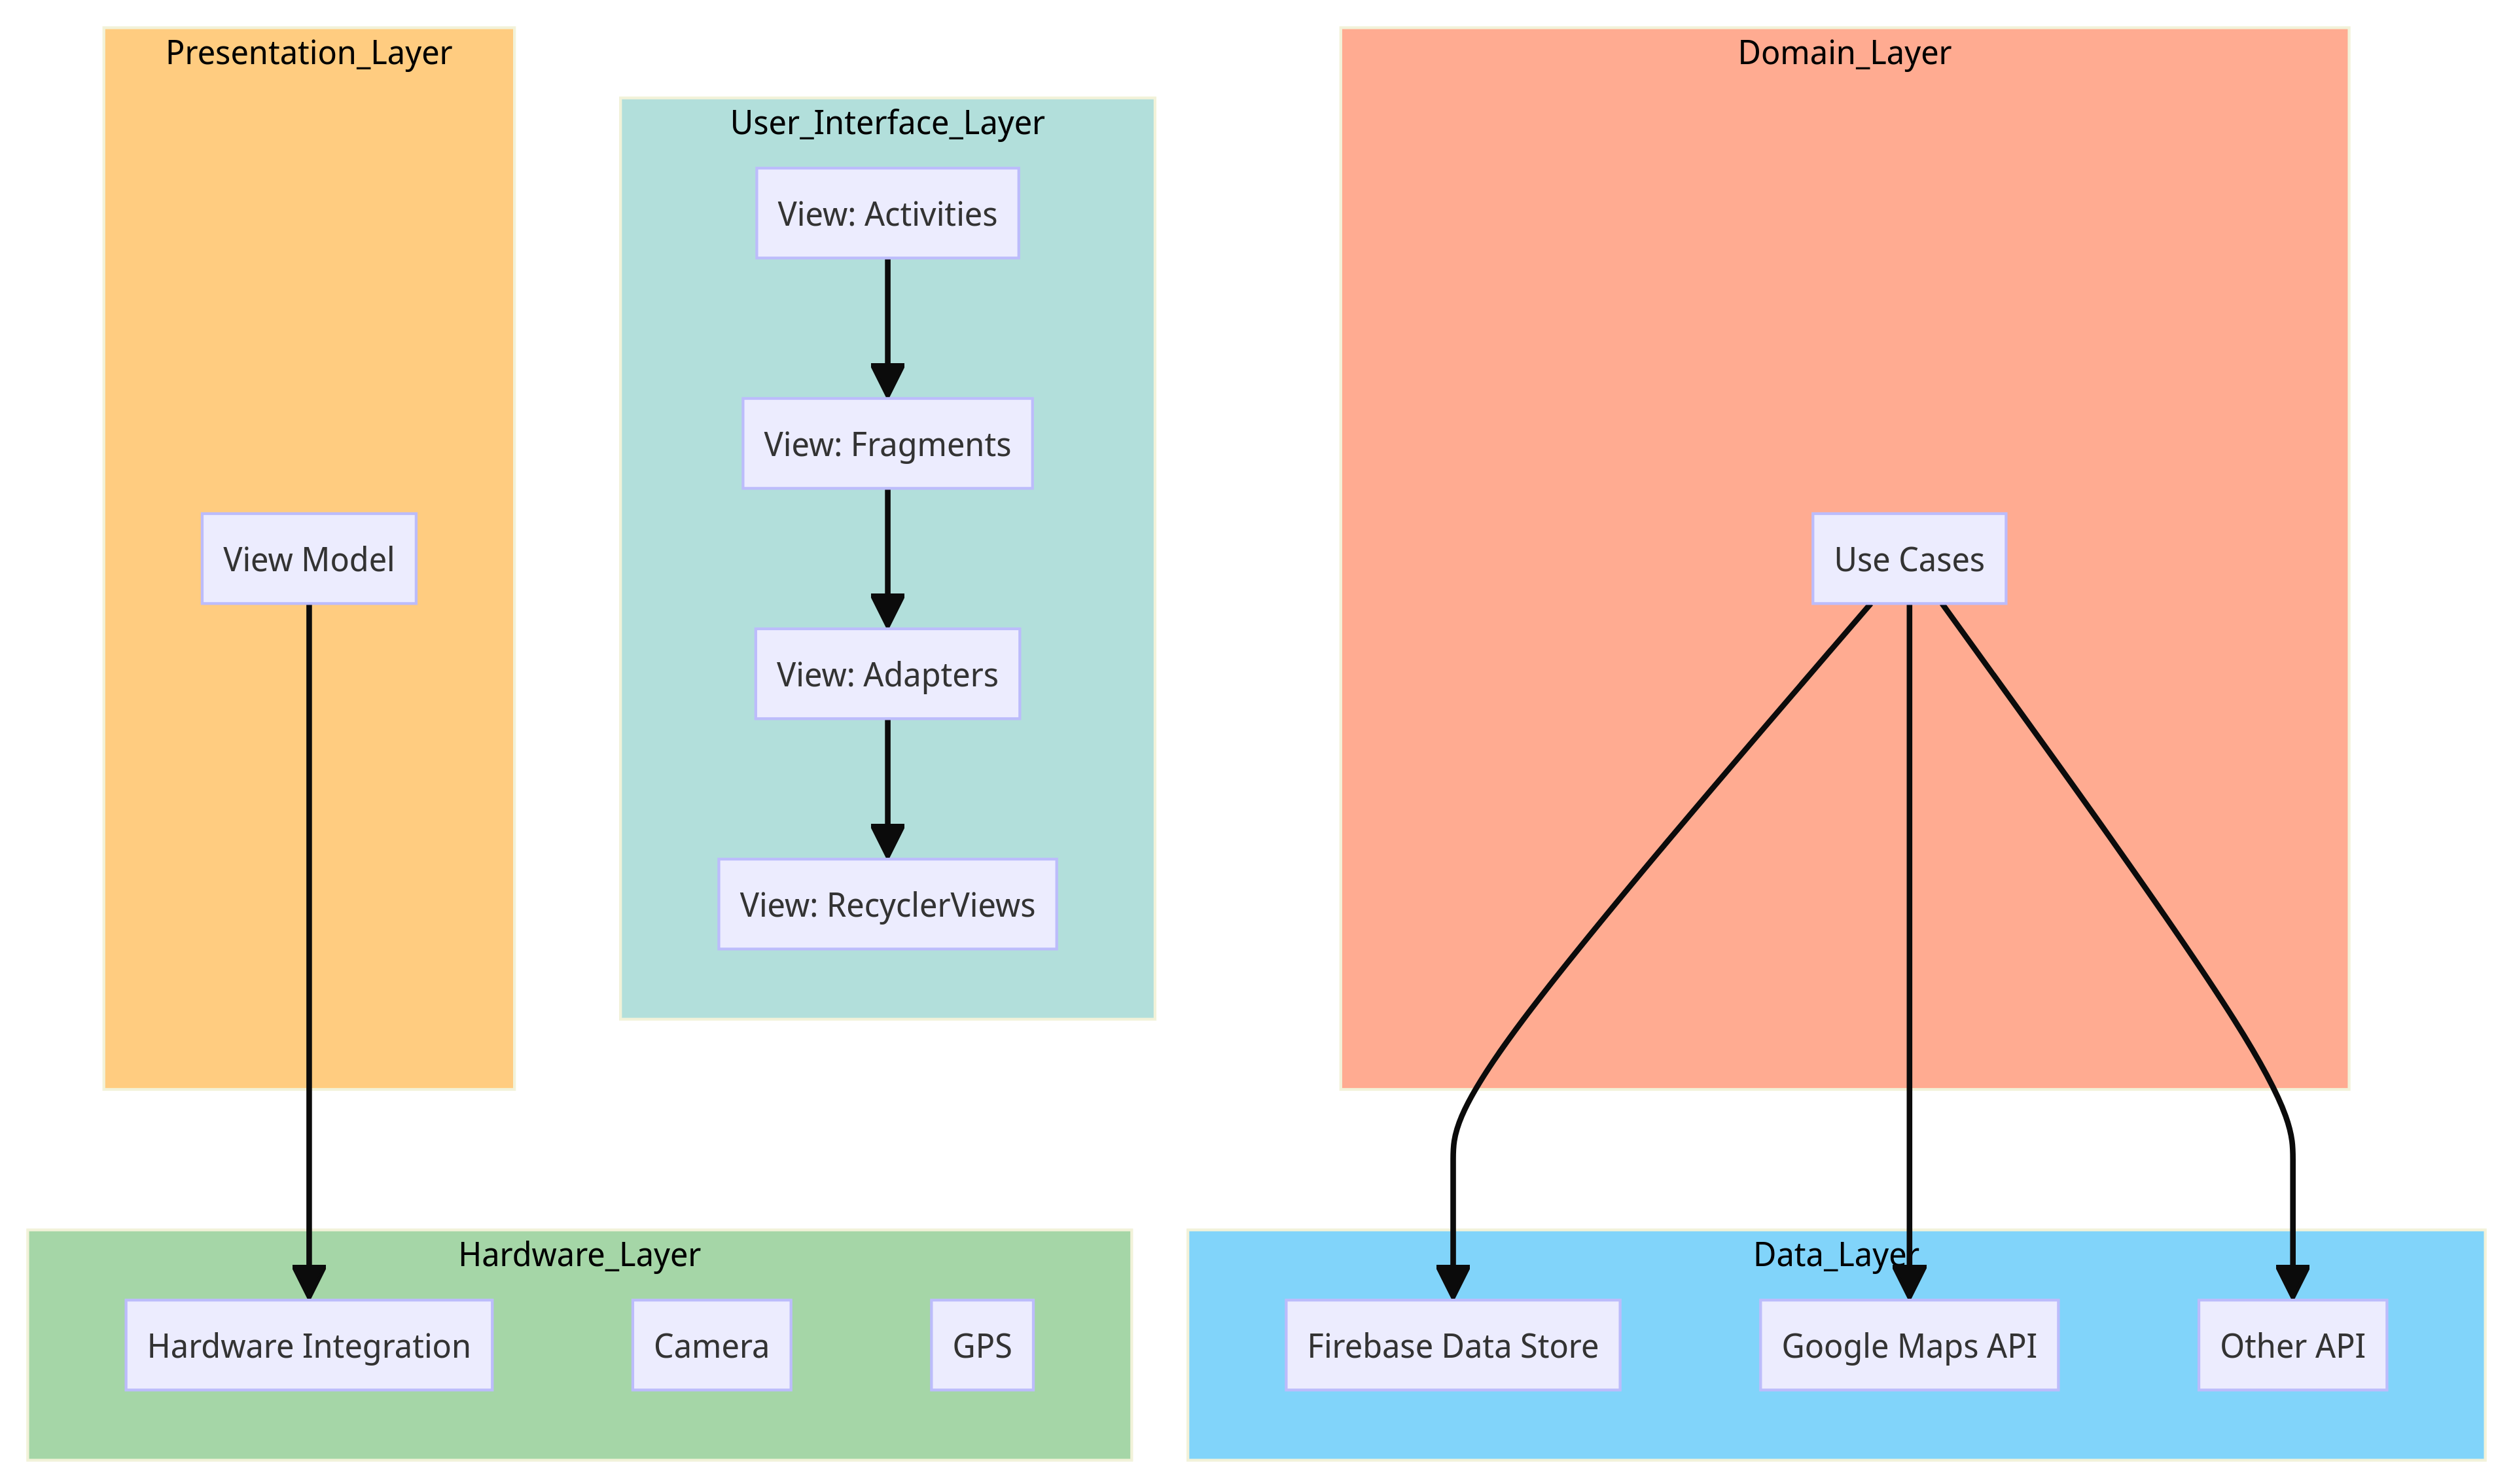 Presentation_Layer
View Model
User_Interface_Layer
View: Activities
View: Fragments
View: Adapters
View: RecyclerViews
Domain_Layer
Use Cases
Hardware_Layer
Hardware Integration
Camera
GPS
Data_Layer
Firebase Data Store
Google Maps API
Other API